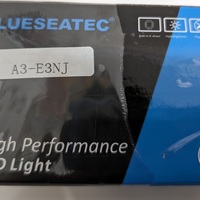 LUESEATEC
A3-E3NJ
gh Performance
D Light